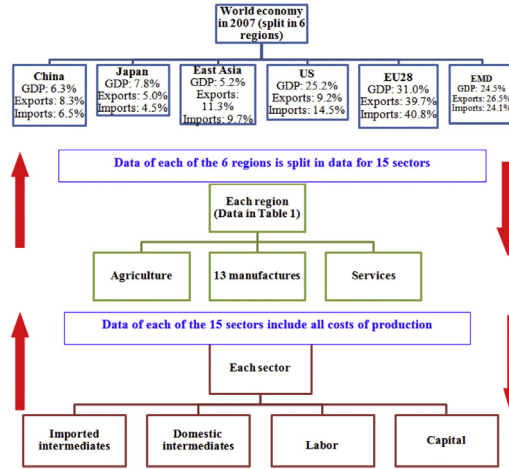 World economy
in 2007 (split in 6
regions)
China
GDP: 6.3%
Exports: 8.3%
Imports: 6.5%
Japan
GDP: 7.8%
Exports: 5.0%
Imports: 4.5%
East Asia
GDP: 5.2%
Exports:
11.3%
Imports: 9.7%
US
GDP: 25.2%
Exports: 9.2%
Imports: 14.5%
EU28
GDP: 31.0%
Exports: 39.7%
Imports: 40.8%
EMD
GDP: 24.5%
Exports: 26.5%
Imports: 24.1%
Data of each of the 6 regions is split in data for 15 sectors
Each region
(Data in Table 1)
Agriculture
13 manufactures
Services
Data of each of the 15 sectors include all costs of production
Each sector
Imported
intermediates
Domestic
intermediates
Labor
Capital